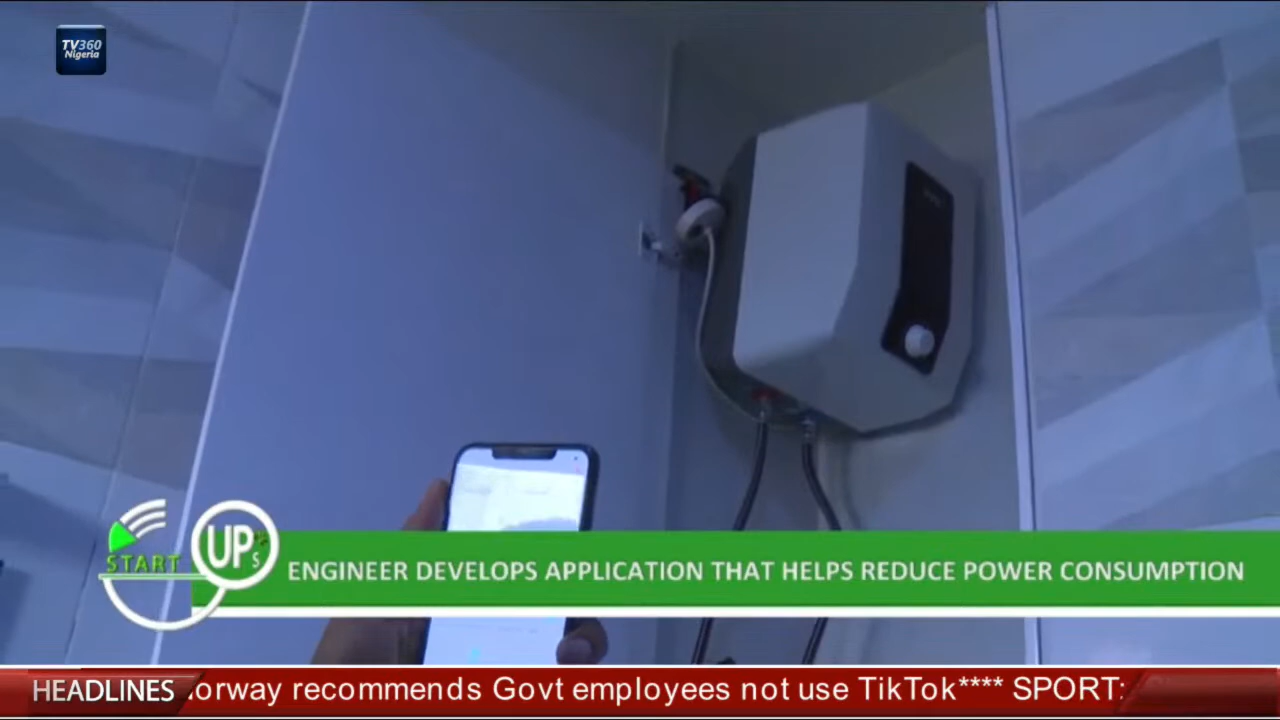 TV360
Nigeria
START
UPs
ENGINEER DEVELOPS APPLICATION THAT HELPS REDUCE POWER CONSUMPTION
HEADLINES
orway recommends Govt employees not use TikTok**** SPORT: